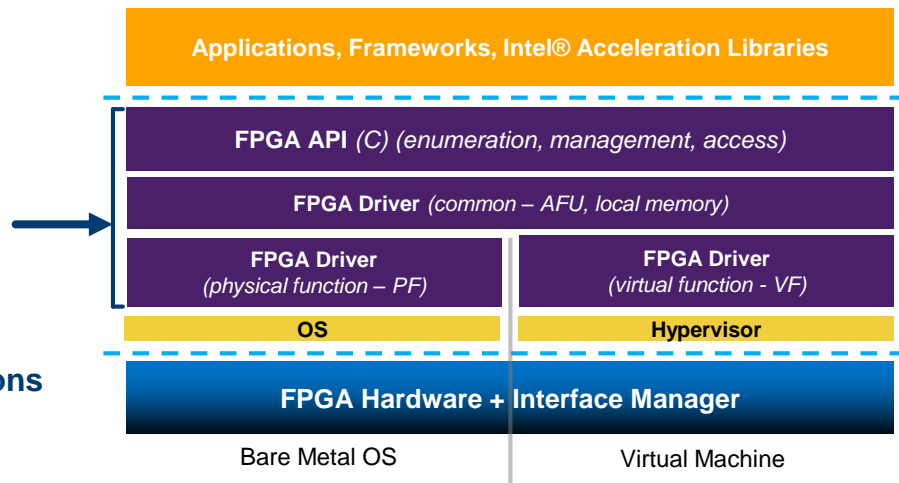 Applications, Frameworks, Intel® Acceleration Libraries
FPGA API (C) (enumeration, management, access)
FPGA Driver (common – AFU, local memory)
FPGA Driver
(physical function – PF)
FPGA Driver
(virtual function - VF)
OS
Hypervisor
ons
FPGA Hardware + Interface Manager
Bare Metal OS
Virtual Machine